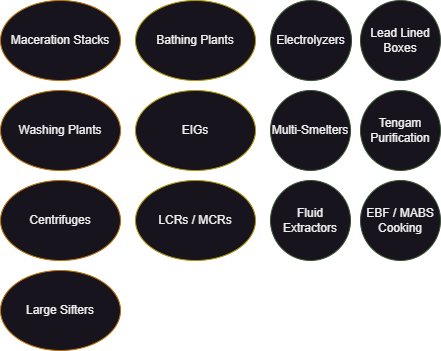 Maceration Stacks
Bathing Plants
Electrolyzers
Lead Lined
Boxes
Washing Plants
EIGs
Multi-Smelters
Tengam
Purification
Centrifuges
LCRs / MCRs
Fluid
Extractors
EBF / MABS
Cooking
Large Sifters